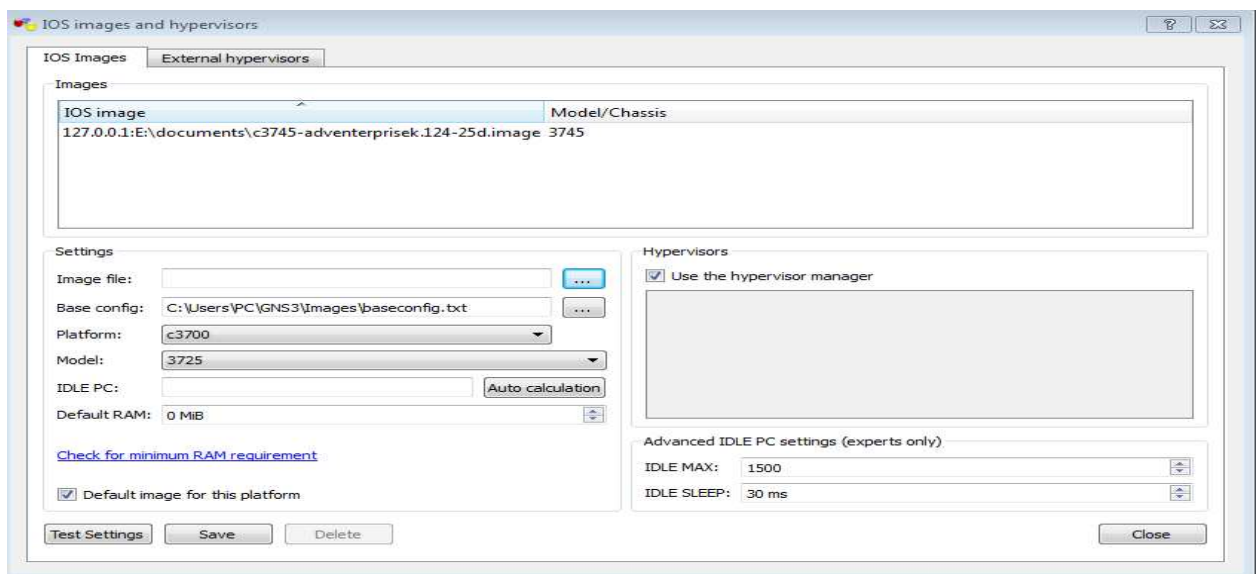 IOS images and hypervisors
IOS Images External hypervisors
Images
IOS image Model/Chassis
127.0.0.1:E:\documents\c3745-adventerprisek.124-25d.image 3745
Settings
Image file: ...
Base config: C:\Users\PC\GNS3\Images\baseconfig.txt ...
Platform: c3700
Model: 3725
IDLE PC: Auto calculation
Default RAM: 0 MiB
Check for minimum RAM requirement
Default image for this platform
Hypervisors
Use the hypervisor manager
Advanced IDLE PC settings (experts only)
IDLE MAX: 1500
IDLE SLEEP: 30 ms
Test Settings Save Delete Close